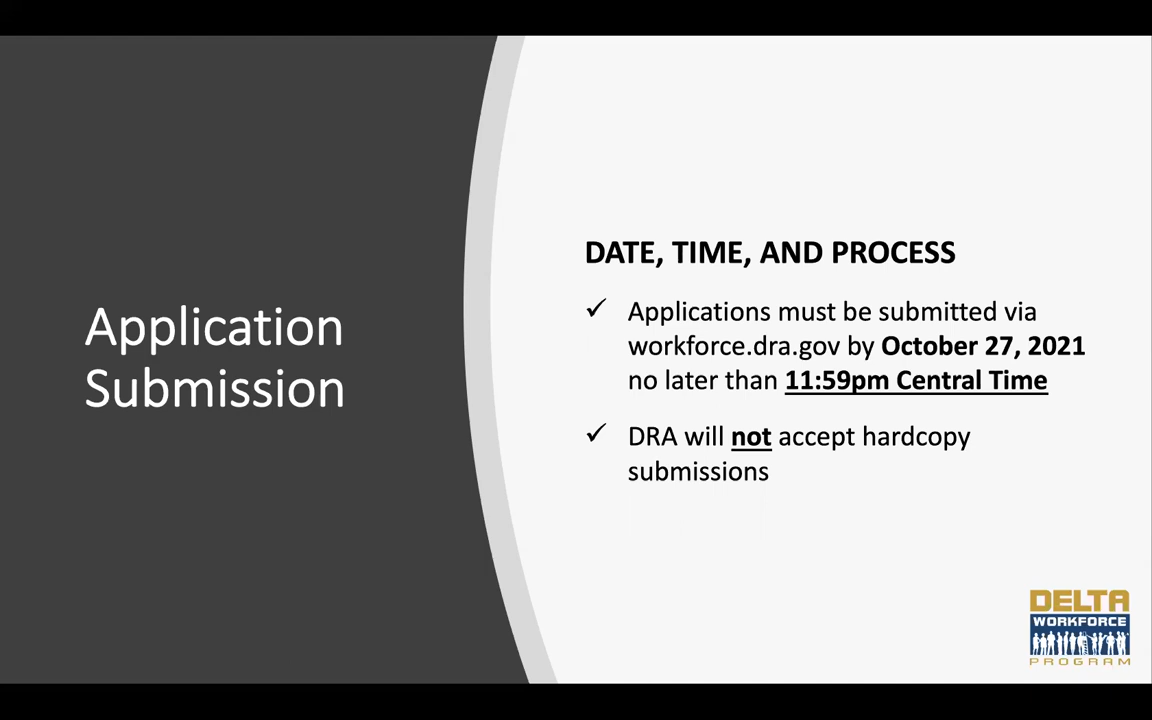 Application
Submission
DATE, TIME, AND PROCESS
✓ Applications must be submitted via
workforce.dra.gov by October 27, 2021
no later than 11:59pm Central Time
✓ DRA will not accept hardcopy
submissions
DELTA
WORKFORCE
PROGRAM